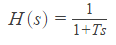 H(s) = 1/(1+Ts)